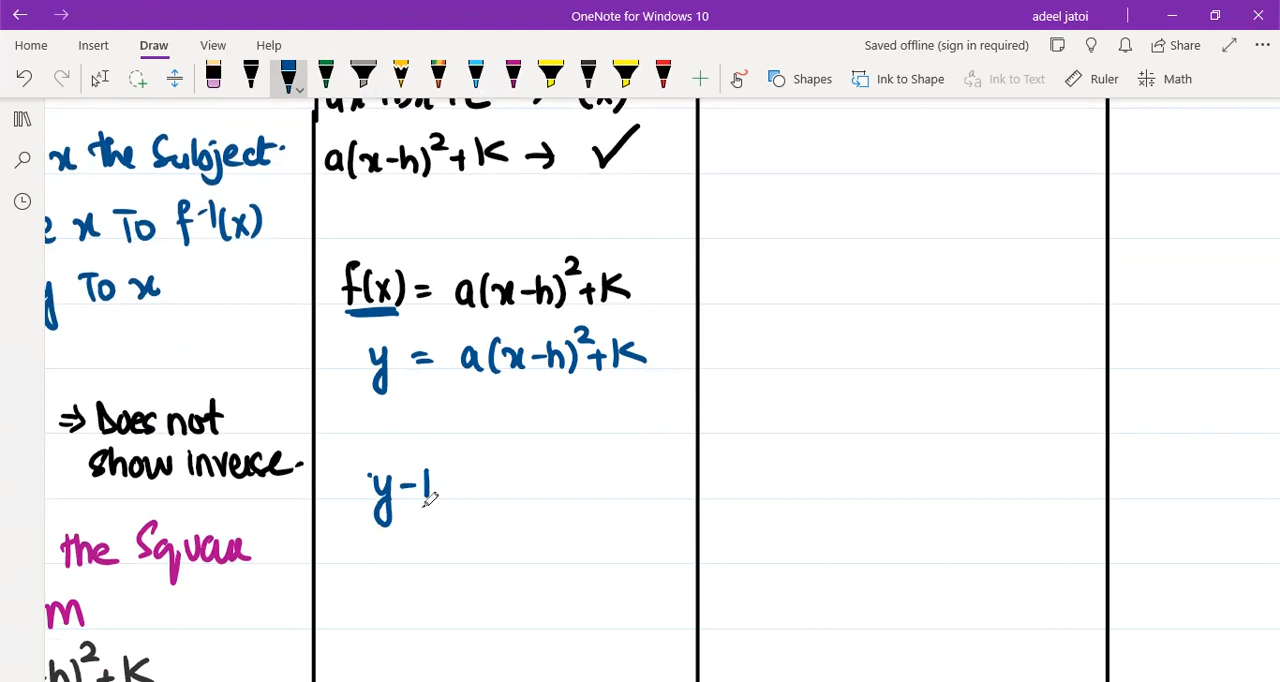 OneNote for Windows 10
adeel jatoi
Home Insert Draw View Help
Saved offline (sign in required)
Share
Shapes
Ink to Shape
Ink to Text
Ruler
Math
x the Subject.
x To f⁻¹(x)
To x
⇒ Does not
show inverse.
the Square
)² + K
a(x-h)² + K → ✓
f(x) = a(x-h)² + K
y = a(x-h)² + K
y -